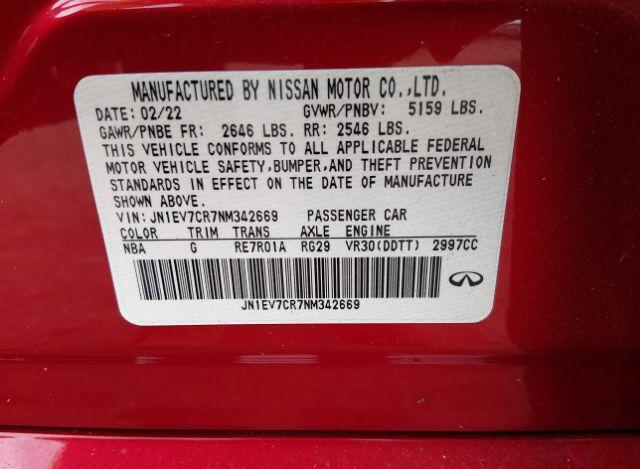 MANUFACTURED BY NISSAN MOTOR CO.,LTD.
DATE: 02/22 GVWR/PNBV: 5159 LBS.
GAWR/PNBE FR: 2646 LBS. RR: 2546 LBS.
THIS VEHICLE CONFORMS TO ALL APPLICABLE FEDERAL
MOTOR VEHICLE SAFETY,BUMPER,AND THEFT PREVENTION
STANDARDS IN EFFECT ON THE DATE OF MANUFACTURE
SHOWN ABOVE.
VIN: JN1EV7CR7NM342669 PASSENGER CAR
COLOR TRIM TRANS AXLE ENGINE
NBA G RE7R01A RG29 VR30(DDTT) 2997CC
JN1EV7CR7NM342669